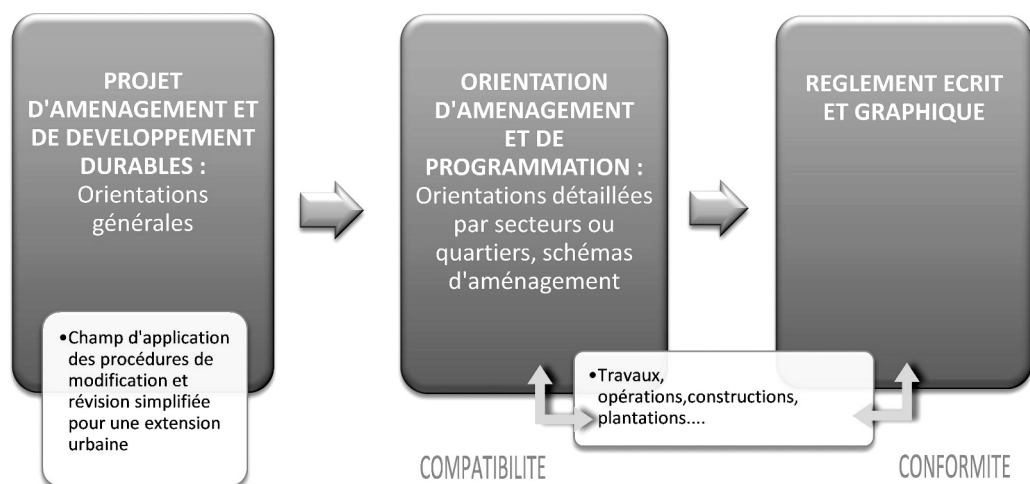 PROJET
D'AMENAGEMENT ET
DE DEVELOPPEMENT
DURABLES :
Orientations
générales
•Champ d'application
des procédures de
modification et
révision simplifiée
pour une extension
urbaine
ORIENTATION
D'AMENAGEMENT
ET DE
PROGRAMMATION :
Orientations détaillées
par secteurs ou
quartiers, schémas
d'aménagement
REGLEMENT ECRIT
ET GRAPHIQUE
•Travaux,
opérations,constructions,
plantations....
COMPATIBILITE
CONFORMITE